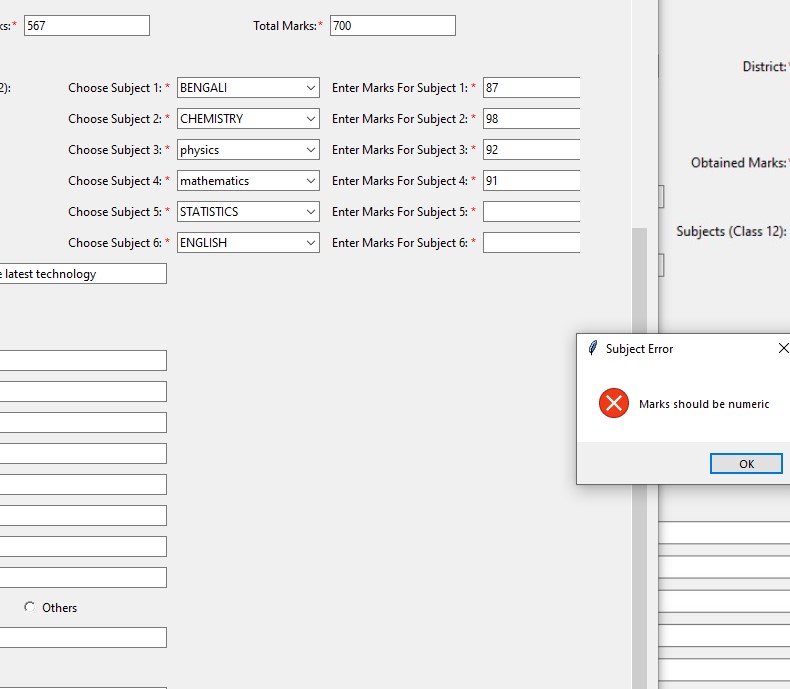 ks:* 567 Total Marks:* 700
District:*
2): Choose Subject 1: * BENGALI Enter Marks For Subject 1: * 87
Choose Subject 2: * CHEMISTRY Enter Marks For Subject 2: * 98
Choose Subject 3: * physics Enter Marks For Subject 3: * 92
Obtained Marks:*
Choose Subject 4: * mathematics Enter Marks For Subject 4: * 91
Choose Subject 5: * STATISTICS Enter Marks For Subject 5: *
Subjects (Class 12):
Choose Subject 6: * ENGLISH Enter Marks For Subject 6: *
e latest technology
Subject Error
Marks should be numeric
OK
Others